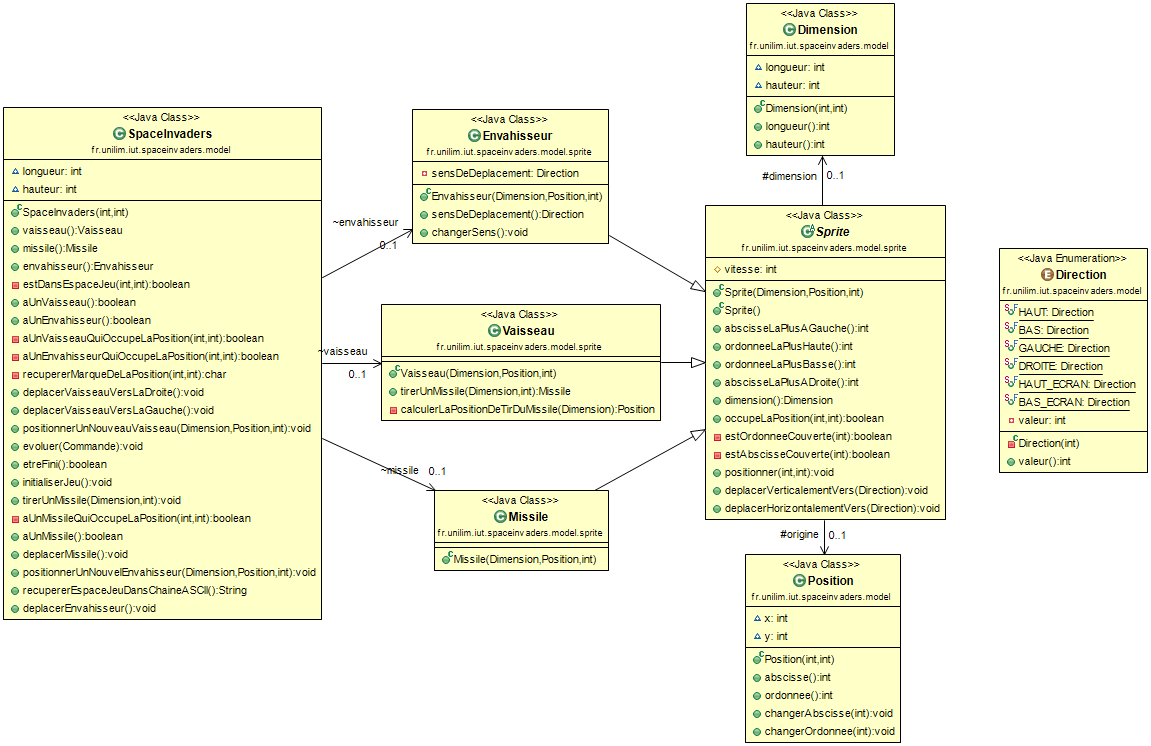 <<Java Class>>
SpaceInvaders
fr.unilim.iut.spaceinvaders.model
longueur: int
hauteur: int
SpaceInvaders(int,int)
vaisseau():Vaisseau
missile():Missile
envahisseur():Envahisseur
estDansEspaceJeu(int,int):boolean
aUnVaisseau():boolean
aUnEnvahisseur():boolean
aUnVaisseauQuiOccupeLaPosition(int,int):boolean
aUnEnvahisseurQuiOccupeLaPosition(int,int):boolean
recupererMarqueDeLaPosition(int,int):char
deplacerVaisseauVersLaDroite():void
deplacerVaisseauVersLaGauche():void
positionnerUnNouveauVaisseau(Dimension,Position,int):void
evoluer(Commande):void
etreFini():boolean
initialiserJeu():void
tirerUnMissile(Dimension,int):void
aUnMissileQuiOccupeLaPosition(int,int):boolean
aUnMissile():boolean
deplacerMissile():void
positionnerUnNouvelEnvahisseur(Dimension,Position,int):void
recupererEspaceJeuDansChaineASCII():String
deplacerEnvahisseur():void
~envahisseur
0..1
~vaisseau
0..1
~missile
0..1
<<Java Class>>
Envahisseur
fr.unilim.iut.spaceinvaders.model.sprite
sensDeDeplacement: Direction
Envahisseur(Dimension,Position,int)
sensDeDeplacement():Direction
changerSens():void
<<Java Class>>
Vaisseau
fr.unilim.iut.spaceinvaders.model.sprite
Vaisseau(Dimension,Position,int)
tirerUnMissile(Dimension,int):Missile
calculerLaPositionDeTirDuMissile(Dimension):Position
<<Java Class>>
Missile
fr.unilim.iut.spaceinvaders.model.sprite
Missile(Dimension,Position,int)
<<Java Class>>
Dimension
fr.unilim.iut.spaceinvaders.model
longueur: int
hauteur: int
Dimension(int,int)
longueur():int
hauteur():int
#dimension
0..1
<<Java Class>>
Sprite
fr.unilim.iut.spaceinvaders.model.sprite
vitesse: int
Sprite(Dimension,Position,int)
Sprite()
abscisseLaPlusAGauche():int
ordonneeLaPlusHaute():int
ordonneeLaPlusBasse():int
abscisseLaPlusADroite():int
dimension():Dimension
occupeLaPosition(int,int):boolean
estOrdonneeCouverte(int):boolean
estAbscisseCouverte(int):boolean
positionner(int,int):void
deplacerVerticalementVers(Direction):void
deplacerHorizontalementVers(Direction):void
#origine
0..1
<<Java Class>>
Position
fr.unilim.iut.spaceinvaders.model
x: int
y: int
Position(int,int)
abscisse():int
ordonnee():int
changerAbscisse(int):void
changerOrdonnee(int):void
<<Java Enumeration>>
Direction
fr.unilim.iut.spaceinvaders.model
HAUT: Direction
BAS: Direction
GAUCHE: Direction
DROITE: Direction
HAUT_ECRAN: Direction
BAS_ECRAN: Direction
valeur: int
Direction(int)
valeur():int